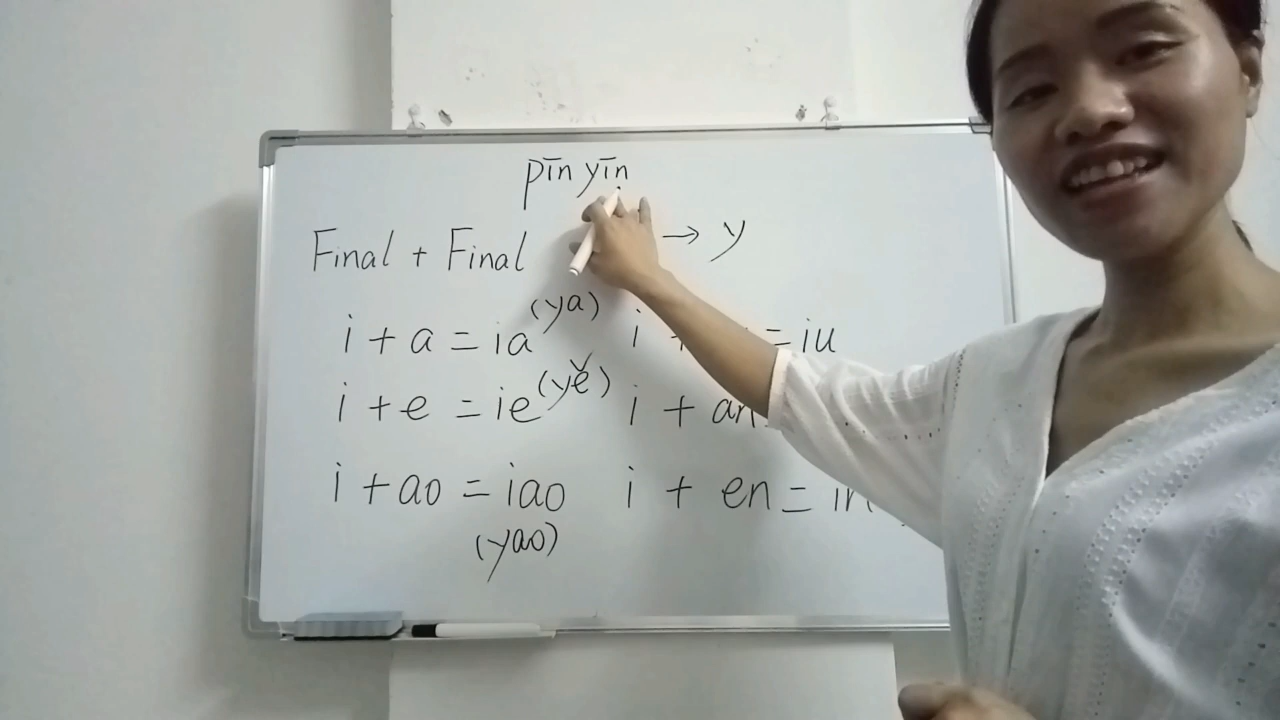 pīn yīn
Final + Final → y
i + a = ia (ya) i + = iu
i + e = ie (yě) i + an
i + ao = iao (yao) i + en = in